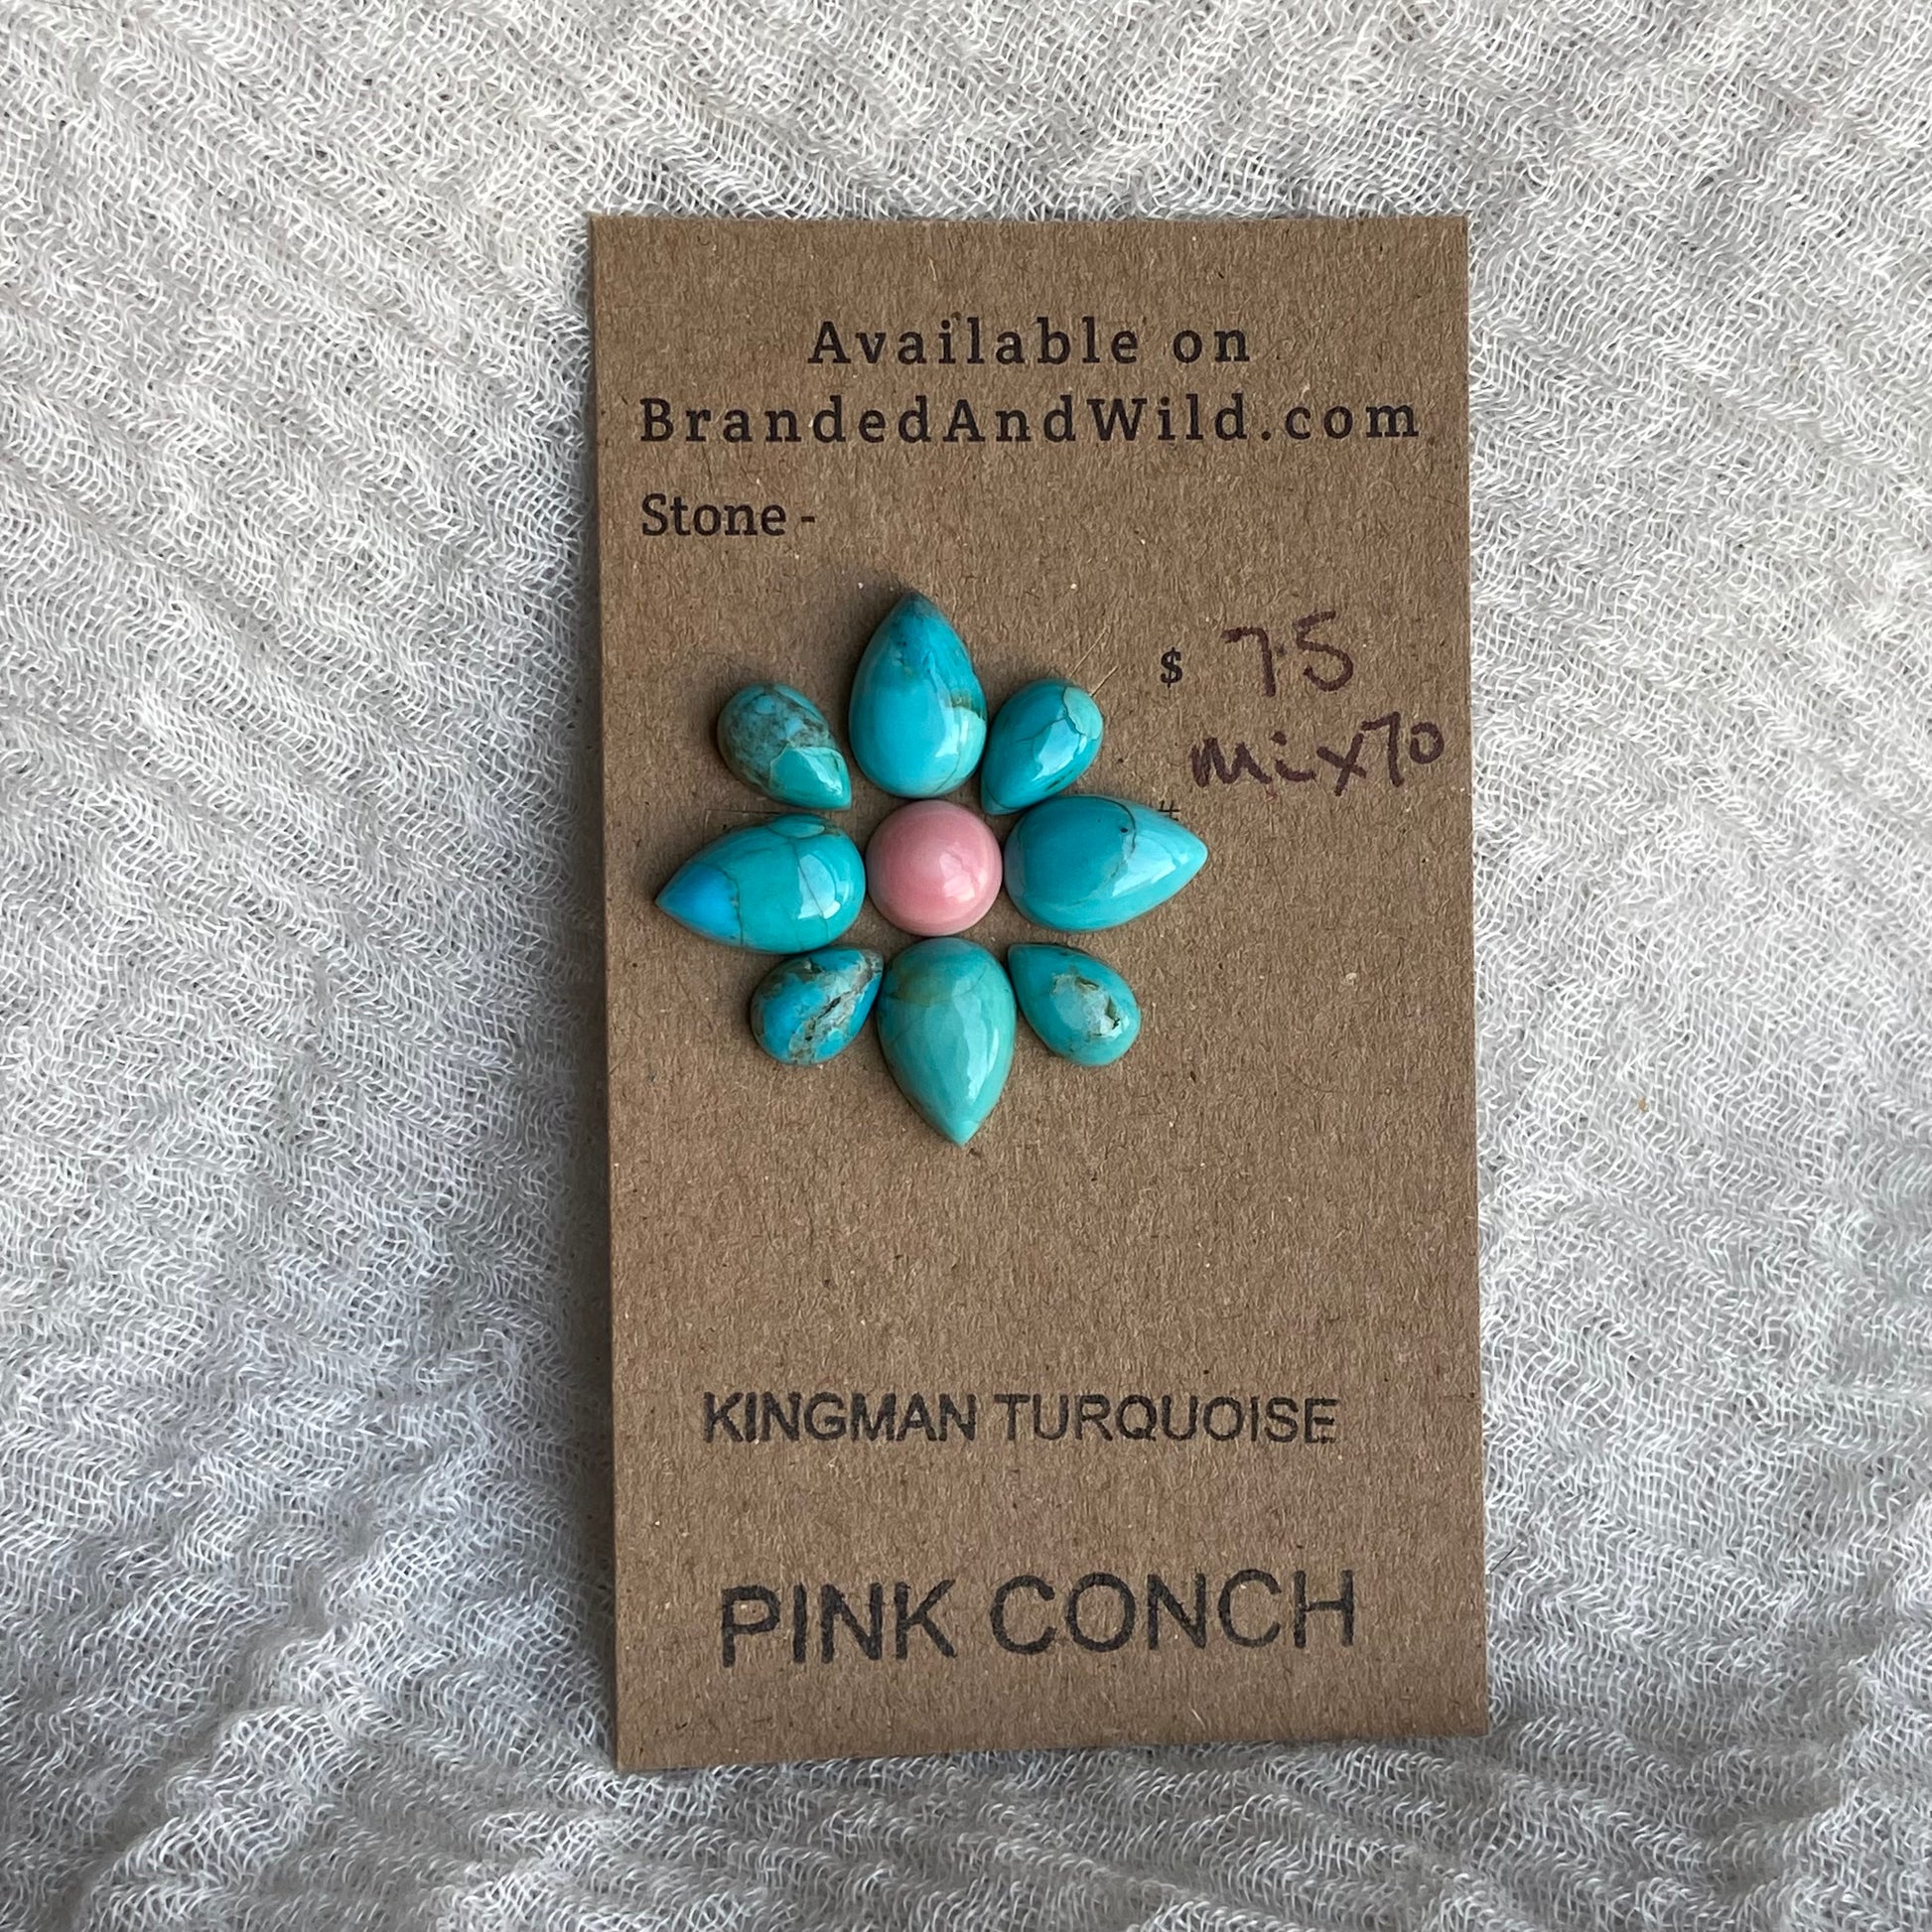 Available on
BrandedAndWild.com
Stone -
$ 75
# mix70
KINGMAN TURQUOISE
PINK CONCH